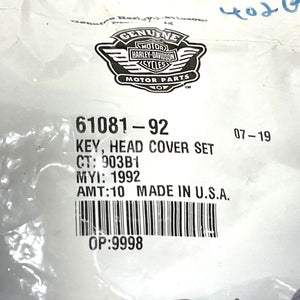 GENUINE
MOTOR
HARLEY-DAVIDSON
CYCLES
MOTOR PARTS
61081-92
07-19
KEY, HEAD COVER SET
CT: 903B1
MYI: 1992
AMT:10 MADE IN U.S.A.
OP:9998